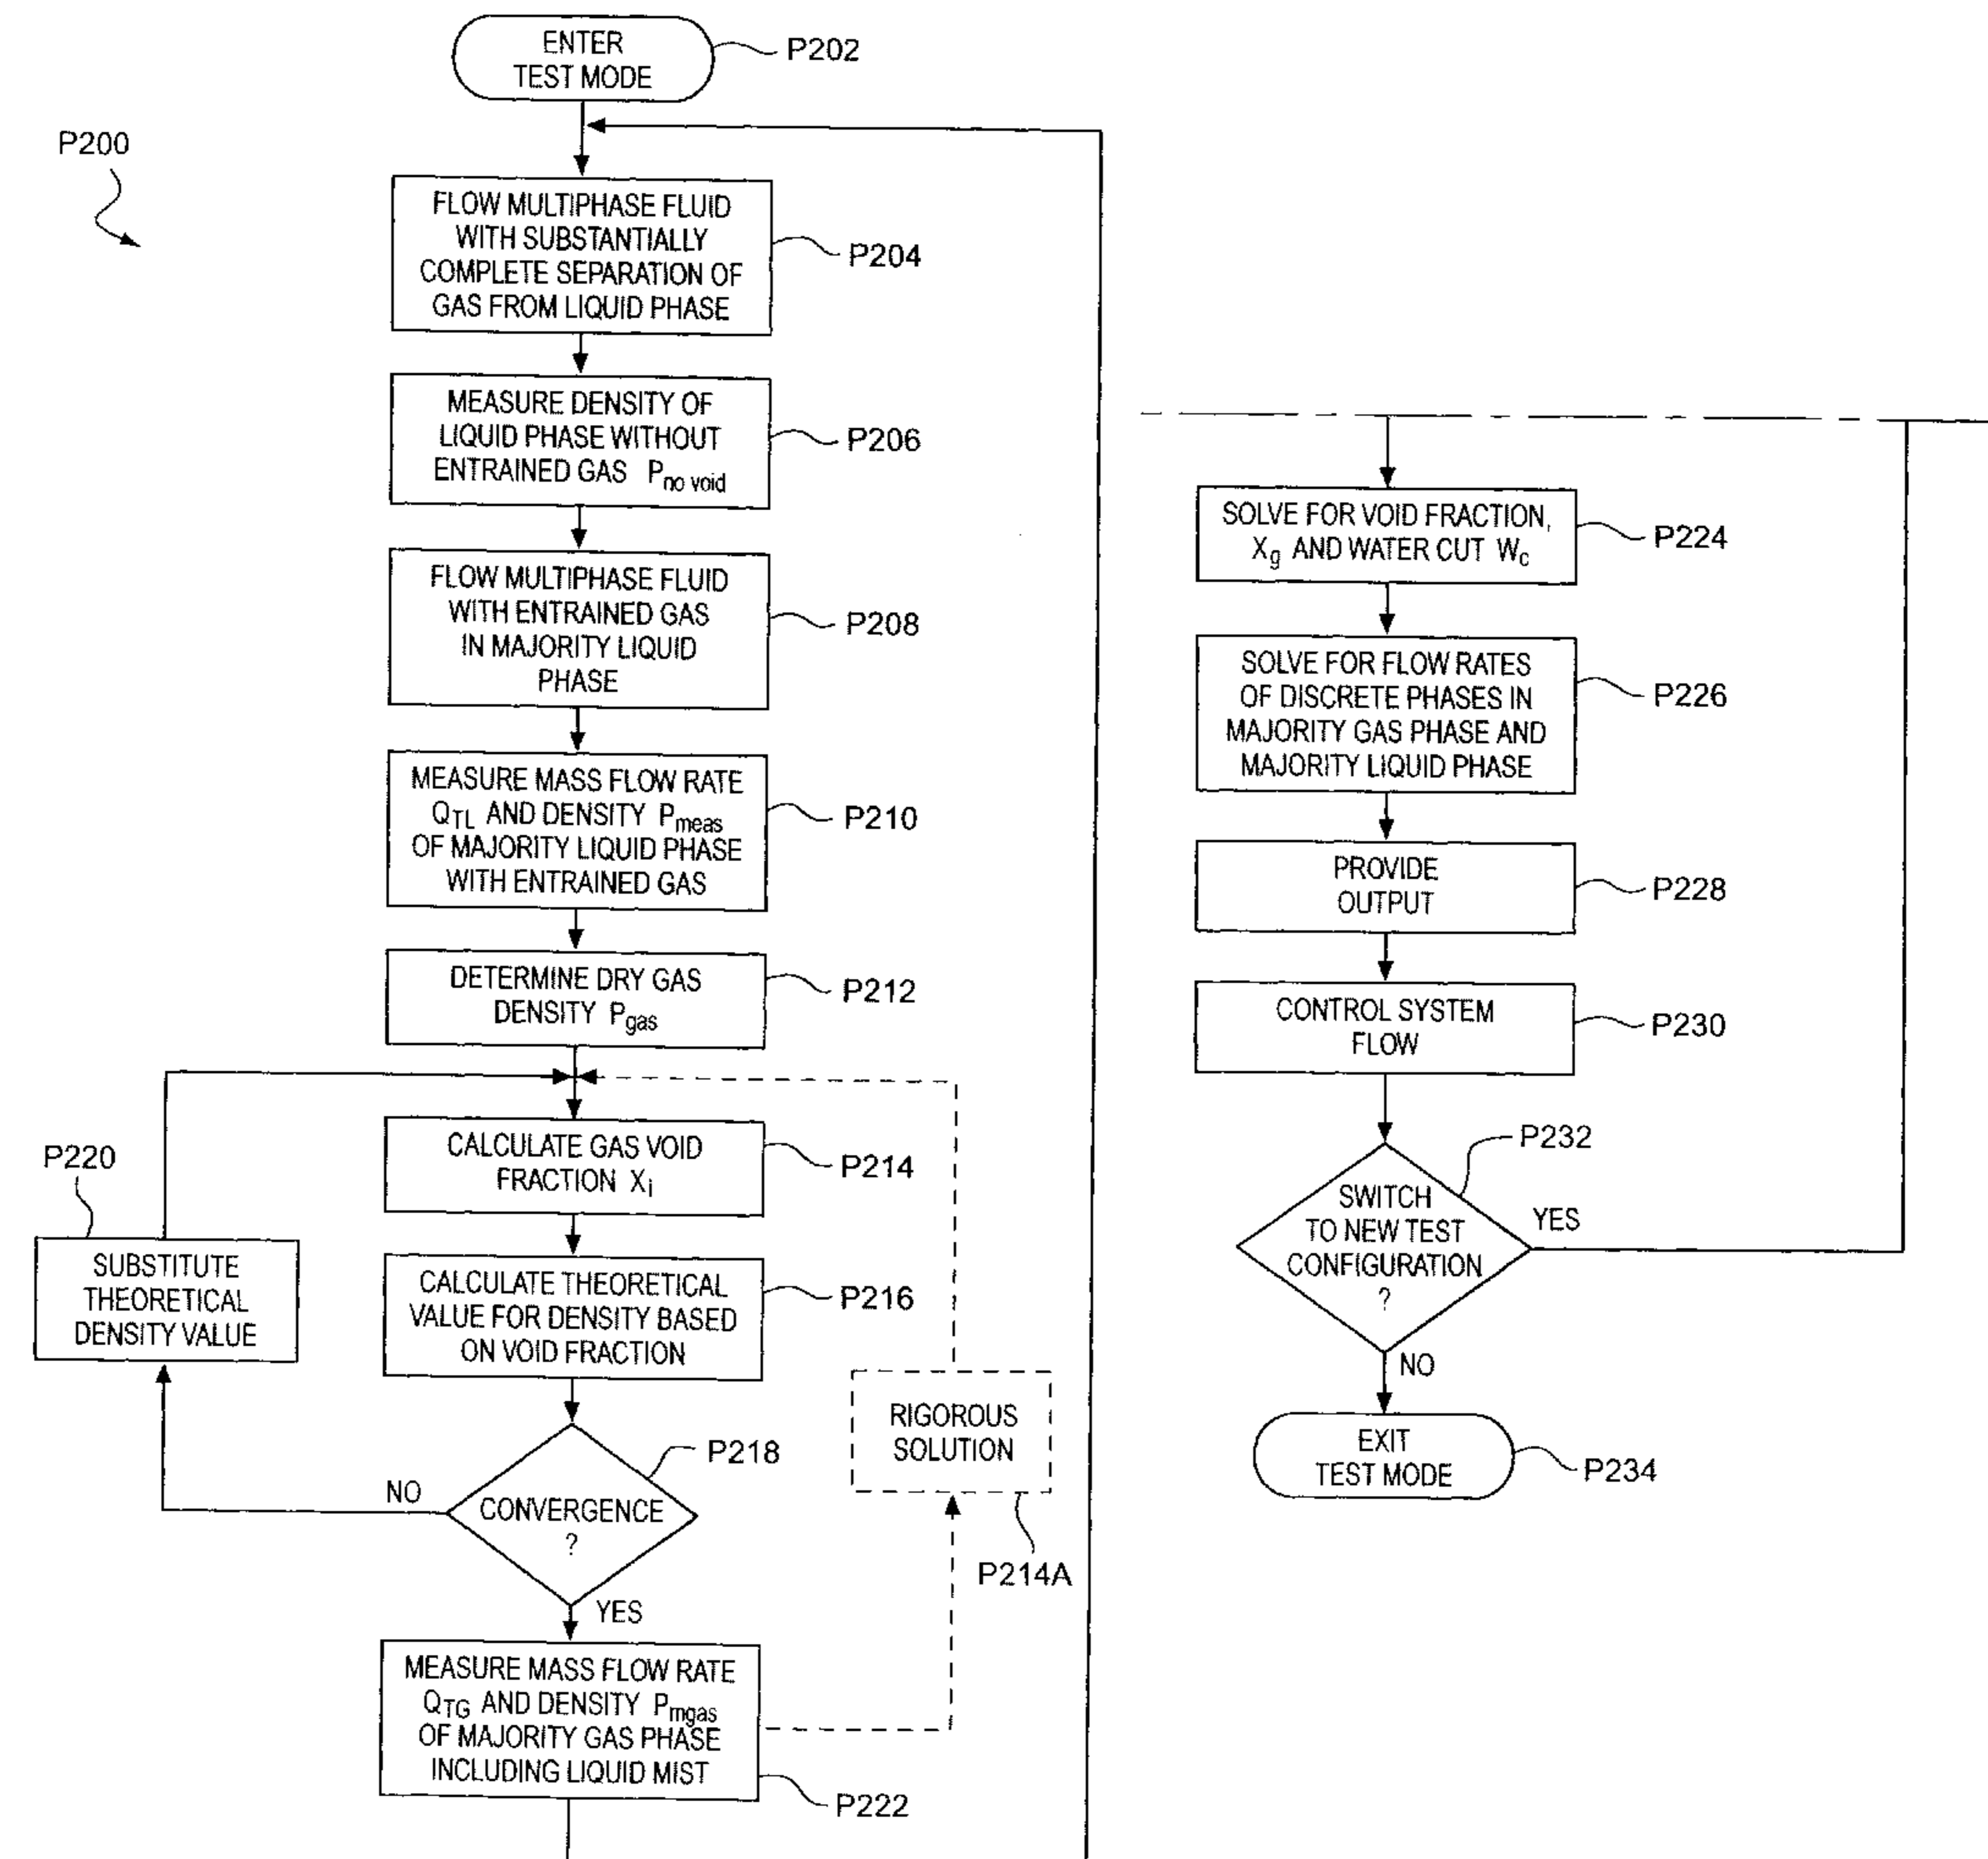 ENTER
TEST MODE
P202
P200
FLOW MULTIPHASE FLUID
WITH SUBSTANTIALLY
COMPLETE SEPARATION OF
GAS FROM LIQUID PHASE
P204
MEASURE DENSITY OF
LIQUID PHASE WITHOUT
ENTRAINED GAS P no void
P206
FLOW MULTIPHASE FLUID
WITH ENTRAINED GAS
IN MAJORITY LIQUID
PHASE
P208
MEASURE MASS FLOW RATE
QTL AND DENSITY Pmeas
OF MAJORITY LIQUID PHASE
WITH ENTRAINED GAS
P210
DETERMINE DRY GAS
DENSITY Pgas
P212
CALCULATE GAS VOID
FRACTION Xi
P214
P220
SUBSTITUTE
THEORETICAL
DENSITY VALUE
CALCULATE THEORETICAL
VALUE FOR DENSITY BASED
ON VOID FRACTION
P216
RIGOROUS
SOLUTION
P214A
P218
NO
CONVERGENCE
?
YES
MEASURE MASS FLOW RATE
QTG AND DENSITY Pmgas
OF MAJORITY GAS PHASE
INCLUDING LIQUID MIST
P222
SOLVE FOR VOID FRACTION,
Xg AND WATER CUT Wc
P224
SOLVE FOR FLOW RATES
OF DISCRETE PHASES IN
MAJORITY GAS PHASE AND
MAJORITY LIQUID PHASE
P226
PROVIDE
OUTPUT
P228
CONTROL SYSTEM
FLOW
P230
P232
SWITCH
TO NEW TEST
CONFIGURATION
?
YES
NO
EXIT
TEST MODE
P234